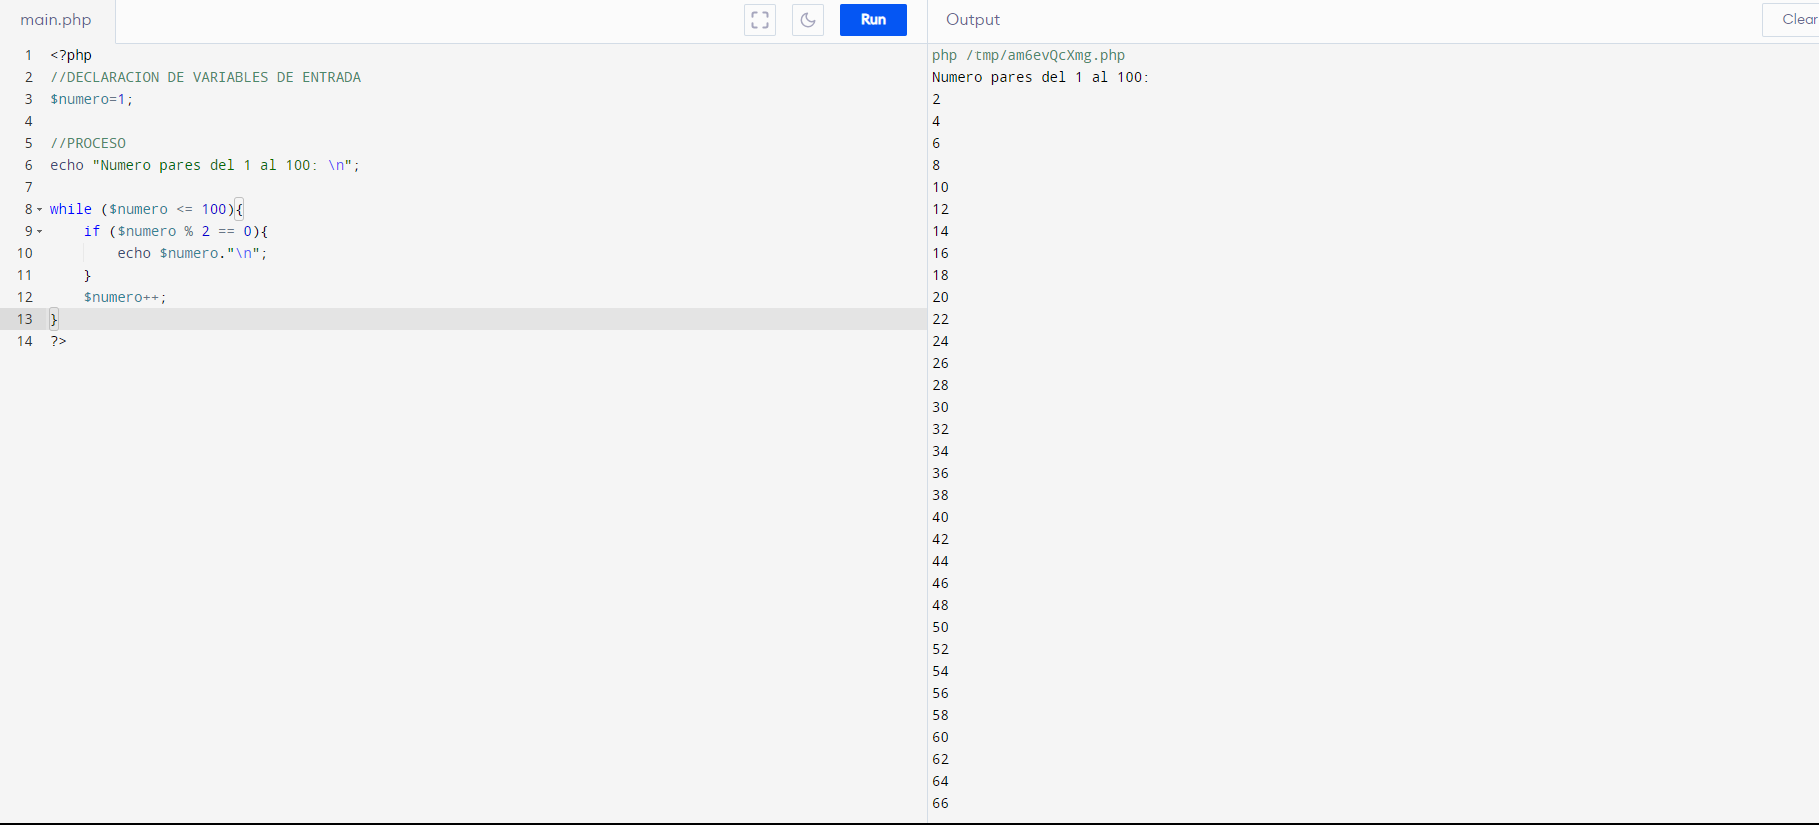 main.php
Run
1 <?php
2 //DECLARACION DE VARIABLES DE ENTRADA
3 $numero=1;
4
5 //PROCESO
6 echo "Numero pares del 1 al 100: \n";
7
8 while ($numero <= 100){
9     if ($numero % 2 == 0){
10         echo $numero."\n";
11     }
12     $numero++;
13 }
14 ?>
Output
Clear
php /tmp/am6evQcXmg.php
Numero pares del 1 al 100:
2
4
6
8
10
12
14
16
18
20
22
24
26
28
30
32
34
36
38
40
42
44
46
48
50
52
54
56
58
60
62
64
66